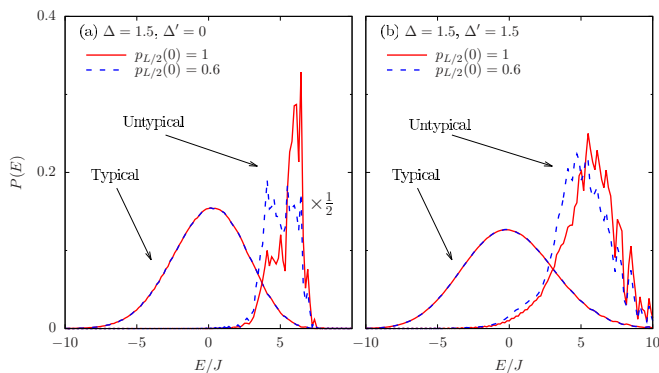 (a) Δ = 1.5, Δ′ = 0
p_{L/2}(0) = 1
p_{L/2}(0) = 0.6
Untypical
Typical
×1/2
(b) Δ = 1.5, Δ′ = 1.5
p_{L/2}(0) = 1
p_{L/2}(0) = 0.6
Untypical
Typical
P(E)
0.4
0.2
0
−10 −5 0 5 10
E/J
−10 −5 0 5 10
E/J